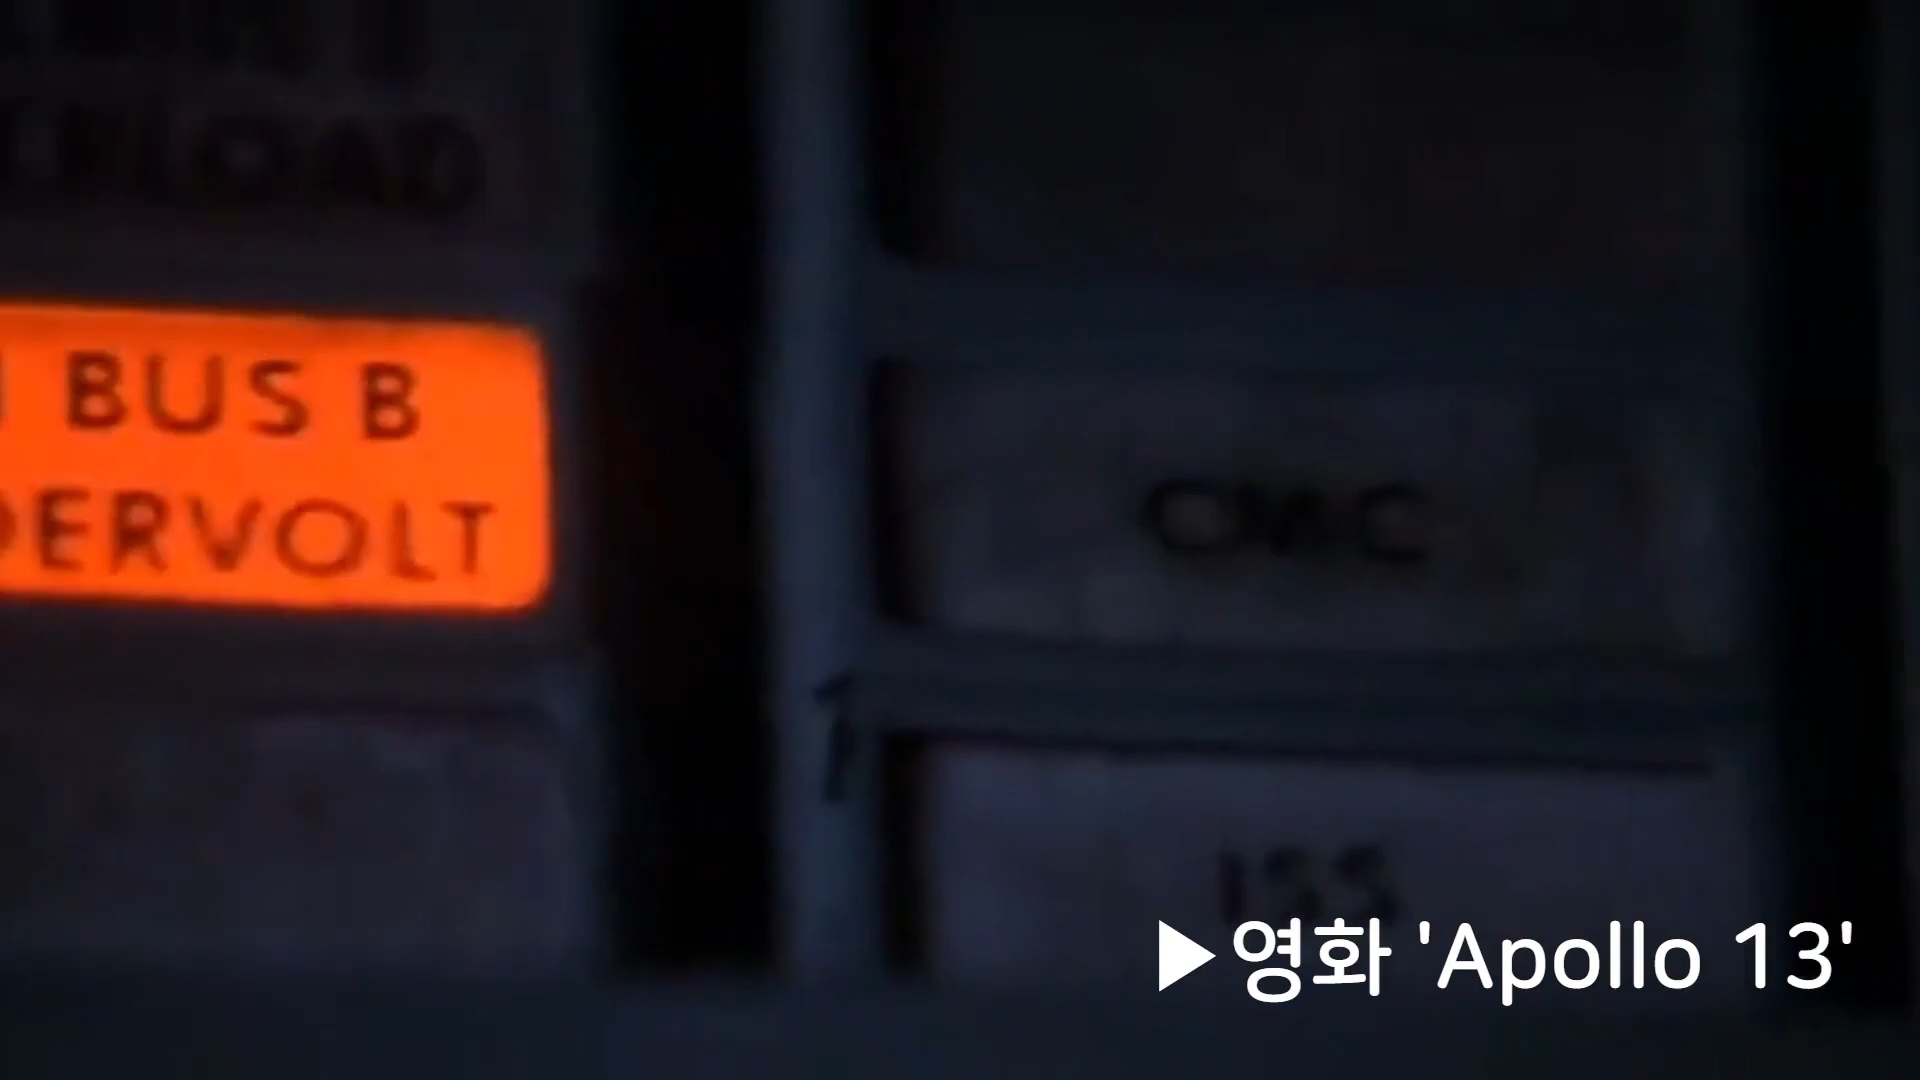 BUS B
DERVOLT
CMC
ISS
▶영화 'Apollo 13'